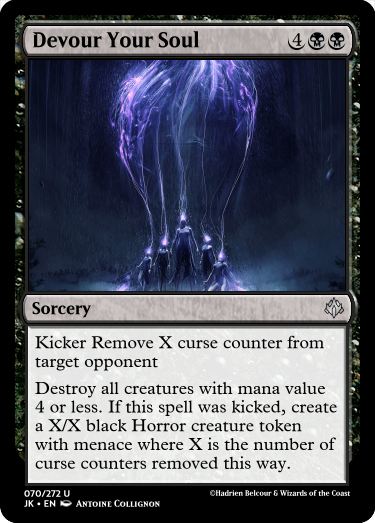 Devour Your Soul 4
Sorcery
Kicker Remove X curse counter from
target opponent
Destroy all creatures with mana value
4 or less. If this spell was kicked, create
a X/X black Horror creature token
with menace where X is the number of
curse counters removed this way.
070/272 U
JK • EN Antoine Collignon
©Hadrien Belcour & Wizards of the Coast